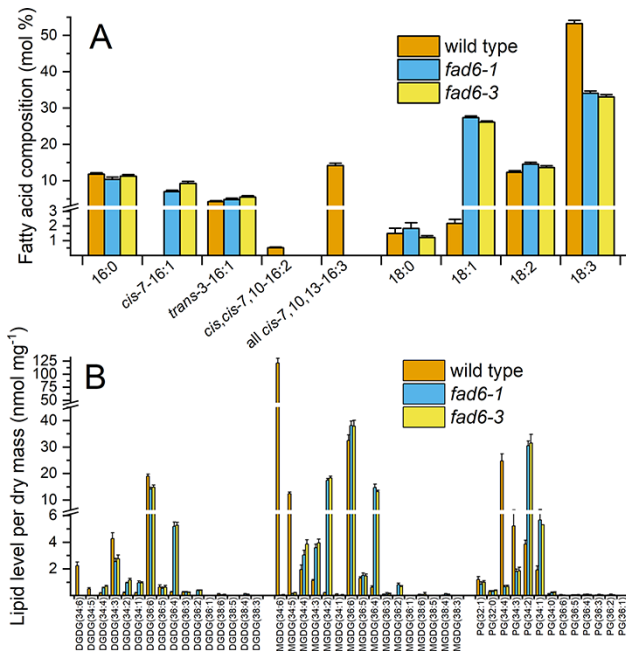 A
Fatty acid composition (mol %)
50
40
30
20
10
3
2
1
wild type
fad6-1
fad6-3
16:0
cis-7-16:1
trans-3-16:1
cis,cis-7,10-16:2
all cis-7,10,13-16:3
18:0
18:1
18:2
18:3
B
Lipid level per dry mass (nmol mg⁻¹)
125
100
75
50
40
30
20
10
6
4
2
wild type
fad6-1
fad6-3
DGDG(34:6)
DGDG(34:5)
DGDG(34:4)
DGDG(34:3)
DGDG(34:2)
DGDG(34:1)
DGDG(36:6)
DGDG(36:5)
DGDG(36:4)
DGDG(36:3)
DGDG(36:2)
DGDG(36:1)
DGDG(38:6)
DGDG(38:5)
DGDG(38:4)
DGDG(38:3)
MGDG(34:6)
MGDG(34:5)
MGDG(34:4)
MGDG(34:3)
MGDG(34:2)
MGDG(34:1)
MGDG(36:6)
MGDG(36:5)
MGDG(36:4)
MGDG(36:3)
MGDG(36:2)
MGDG(36:1)
MGDG(38:6)
MGDG(38:5)
MGDG(38:4)
MGDG(38:3)
PG(32:1)
PG(32:0)
PG(34:4)
PG(34:3)
PG(34:2)
PG(34:1)
PG(34:0)
PG(36:6)
PG(36:5)
PG(36:4)
PG(36:3)
PG(36:2)
PG(36:1)